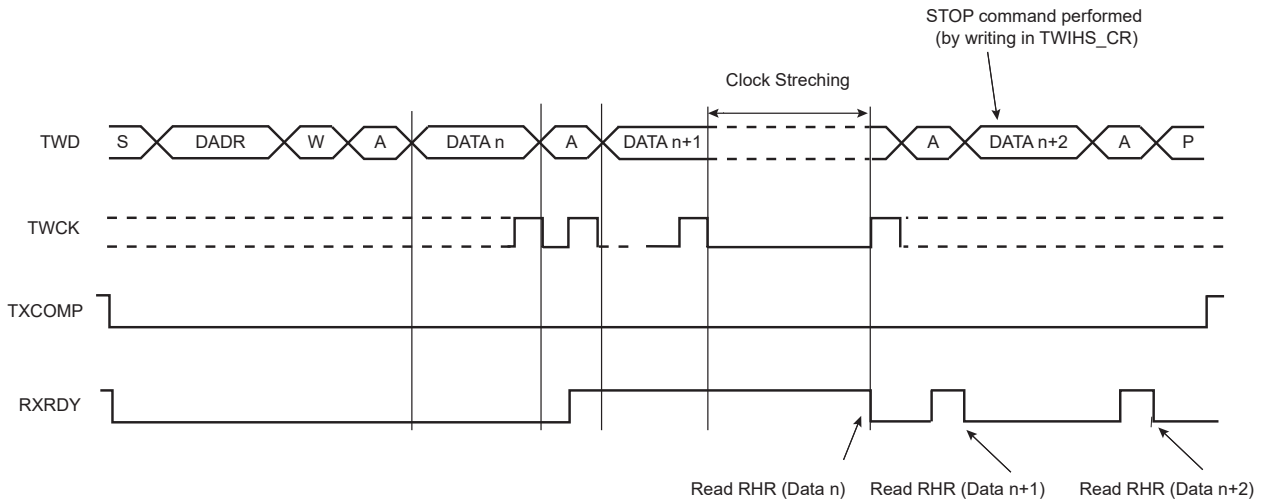 STOP command performed
(by writing in TWIHS_CR)
Clock Streching
TWD S DADR W A DATA n A DATA n+1 A DATA n+2 A P
TWCK
TXCOMP
RXRDY
Read RHR (Data n) Read RHR (Data n+1) Read RHR (Data n+2)